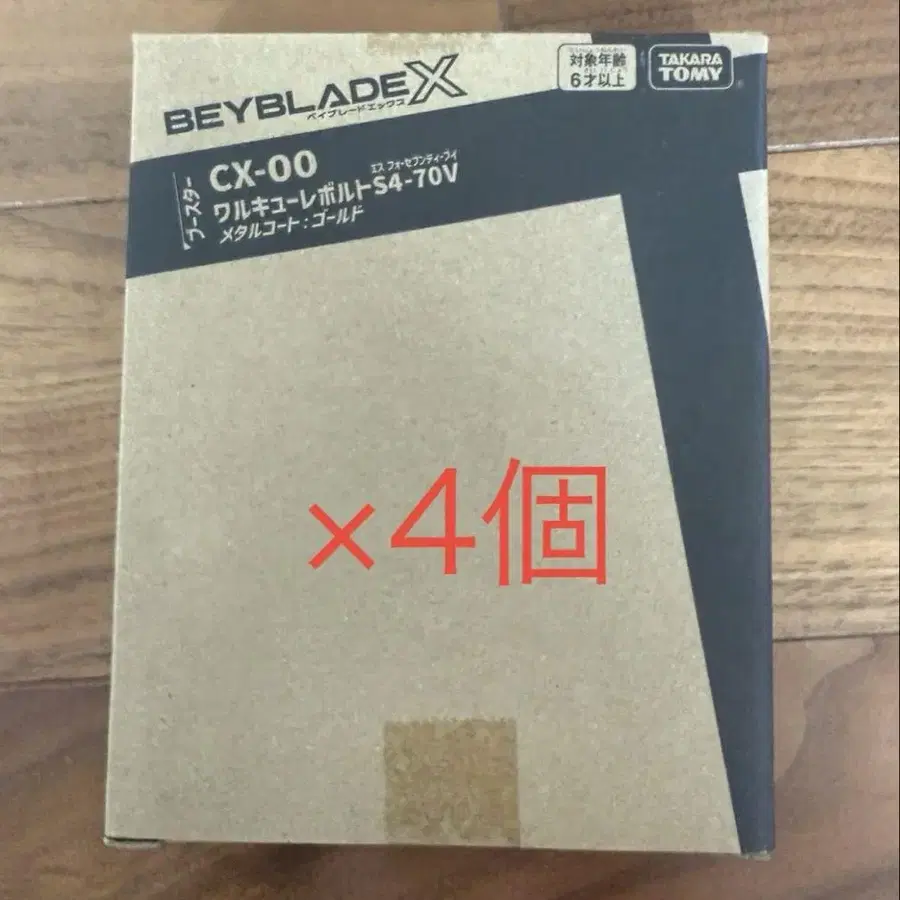 BEYBLADE X
ベイブレードエックス
対象年齢
6才以上
TAKARA
TOMY
ブースター
CX-00
エス フォーセブンティーブイ
ワルキューレボルトS4-70V
メタルコート:ゴールド
×4個